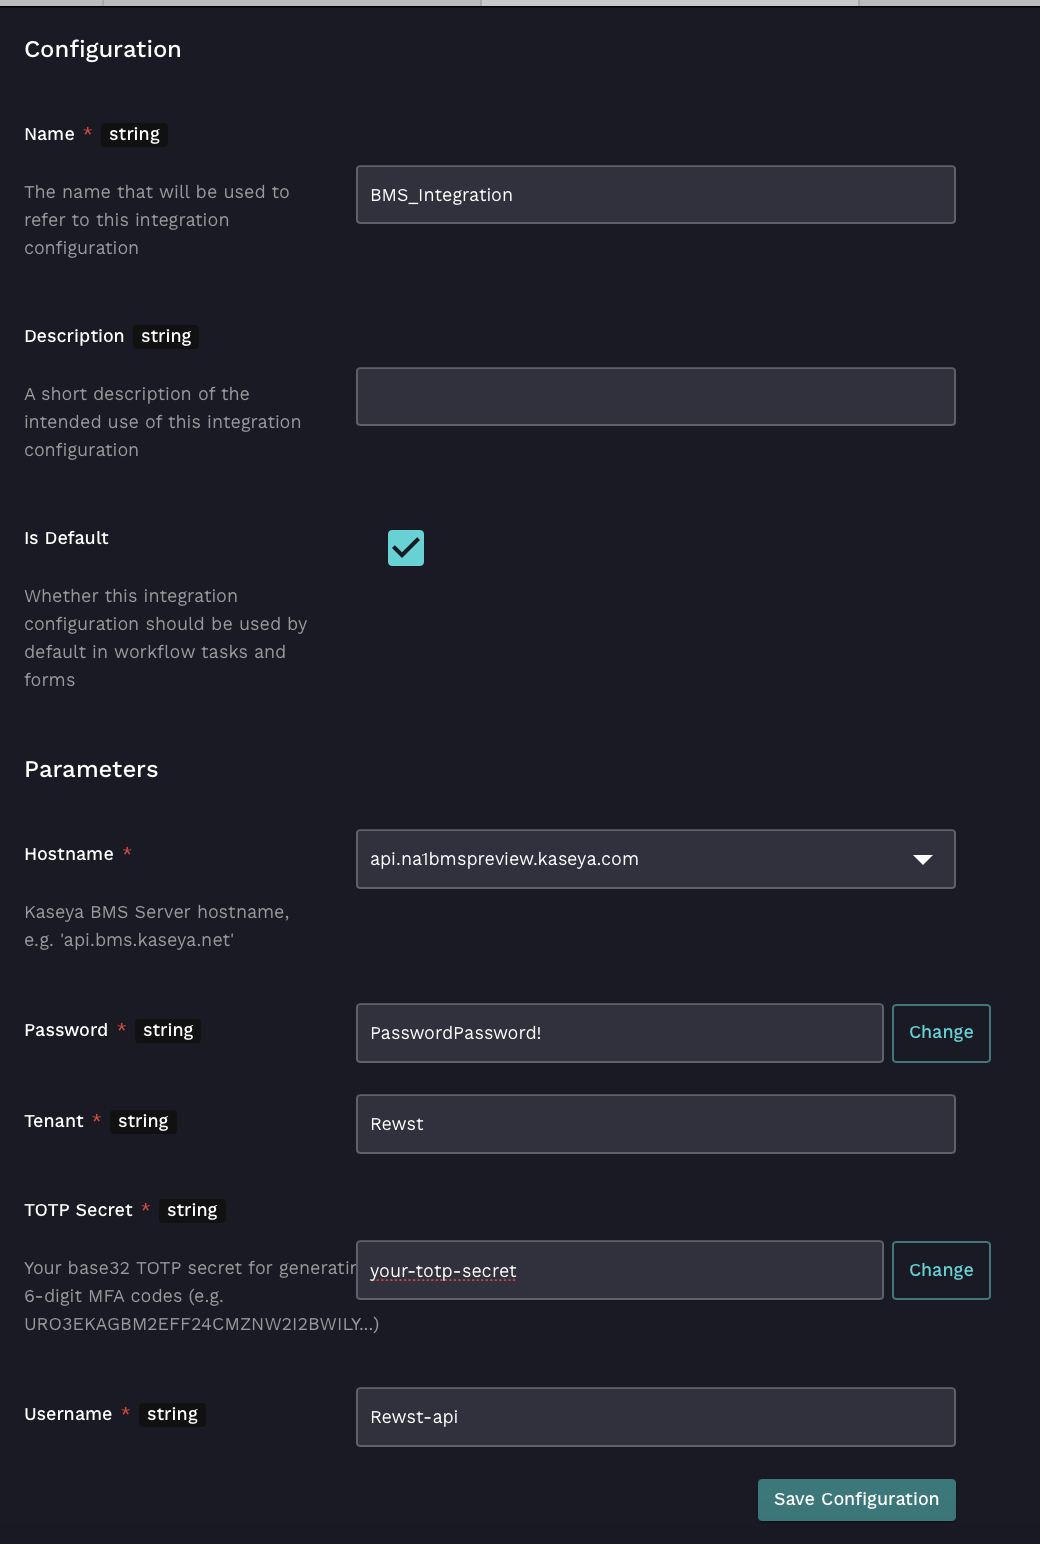 Configuration
Name * string
The name that will be used to
refer to this integration
configuration
BMS_Integration
Description string
A short description of the
intended use of this integration
configuration
Is Default
Whether this integration
configuration should be used by
default in workflow tasks and
forms
Parameters
Hostname *
api.na1bmspreview.kaseya.com
Kaseya BMS Server hostname,
e.g. 'api.bms.kaseya.net'
Password * string
PasswordPassword!
Change
Tenant * string
Rewst
TOTP Secret * string
Your base32 TOTP secret for generatin
6-digit MFA codes (e.g.
URO3EKAGBM2EFF24CMZNW2I2BWILY...)
your-totp-secret
Change
Username * string
Rewst-api
Save Configuration